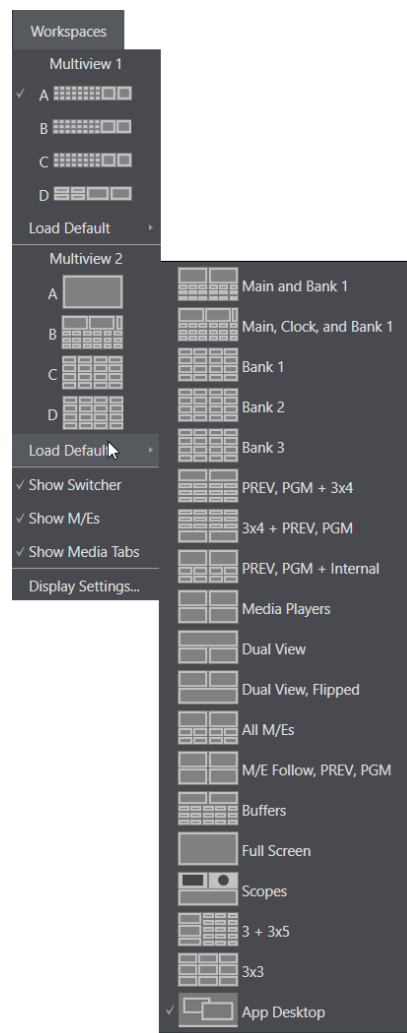 Workspaces
Multiview 1
✓ A
B
C
D
Load Default
Multiview 2
A
B
C
D
Load Default
✓ Show Switcher
✓ Show M/Es
✓ Show Media Tabs
Display Settings...
Main and Bank 1
Main, Clock, and Bank 1
Bank 1
Bank 2
Bank 3
PREV, PGM + 3x4
3x4 + PREV, PGM
PREV, PGM + Internal
Media Players
Dual View
Dual View, Flipped
All M/Es
M/E Follow, PREV, PGM
Buffers
Full Screen
Scopes
3 + 3x5
3x3
✓ App Desktop